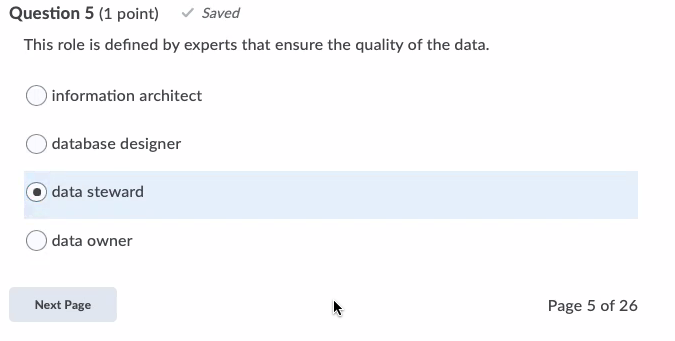 Question 5 (1 point) ✓ Saved
This role is defined by experts that ensure the quality of the data.
information architect
database designer
data steward
data owner
Next Page Page 5 of 26